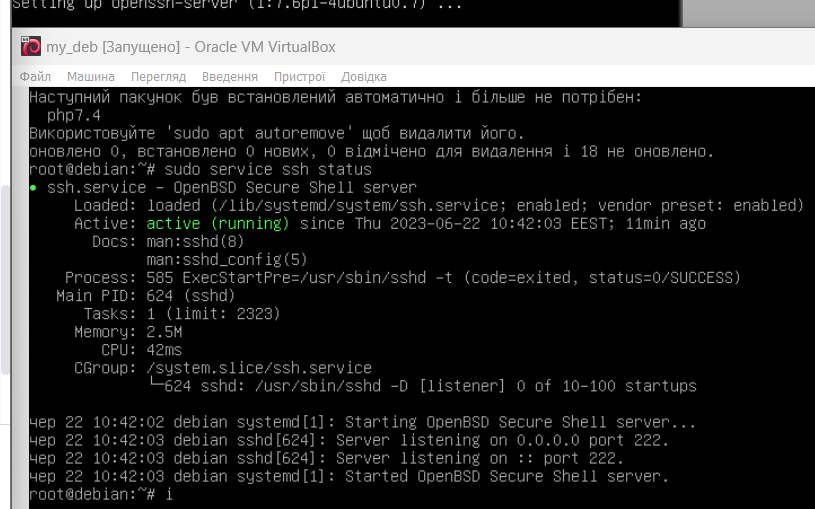 Setting up openssh-server (1:7.6p1-4ubuntu0.7) ...
my_deb [Запущено] - Oracle VM VirtualBox
Файл Машина Перегляд Введення Пристрої Довідка
Наступний пакунок був встановлений автоматично і більше не потрібен:
php7.4
Використовуйте 'sudo apt autoremove' щоб видалити його.
оновлено 0, встановлено 0 нових, 0 відмічено для видалення і 18 не оновлено.
root@debian:~# sudo service ssh status
● ssh.service - OpenBSD Secure Shell server
Loaded: loaded (/lib/systemd/system/ssh.service; enabled; vendor preset: enabled)
Active: active (running) since Thu 2023-06-22 10:42:03 EEST; 11min ago
Docs: man:sshd(8)
man:sshd_config(5)
Process: 585 ExecStartPre=/usr/sbin/sshd -t (code=exited, status=0/SUCCESS)
Main PID: 624 (sshd)
Tasks: 1 (limit: 2323)
Memory: 2.5M
CPU: 42ms
CGroup: /system.slice/ssh.service
└─624 sshd: /usr/sbin/sshd -D [listener] 0 of 10-100 startups
чер 22 10:42:02 debian systemd[1]: Starting OpenBSD Secure Shell server...
чер 22 10:42:03 debian sshd[624]: Server listening on 0.0.0.0 port 222.
чер 22 10:42:03 debian sshd[624]: Server listening on :: port 222.
чер 22 10:42:03 debian systemd[1]: Started OpenBSD Secure Shell server.
root@debian:~# i